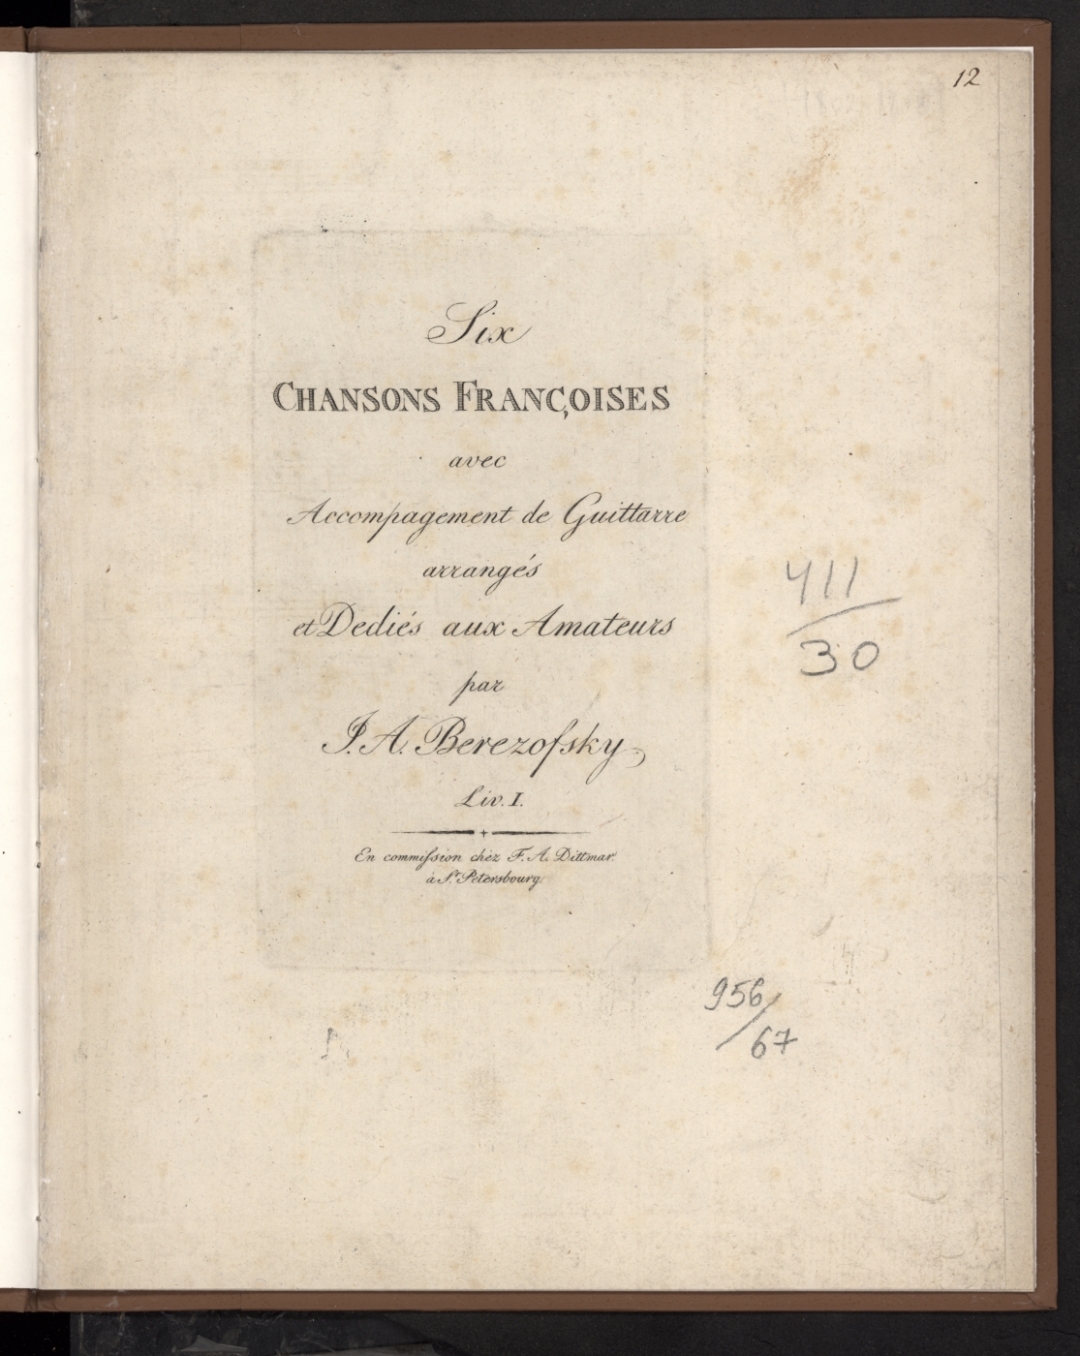 12
Six
CHANSONS FRANÇOISES
avec
Accompagement de Guittarre
arrangés
et Dediés aux Amateurs
par
J. A. Berezofsky
Liv. I.
En commiſsion chèz F. A. Dittmar.
à St. Petersbourg
411
30
956/
67